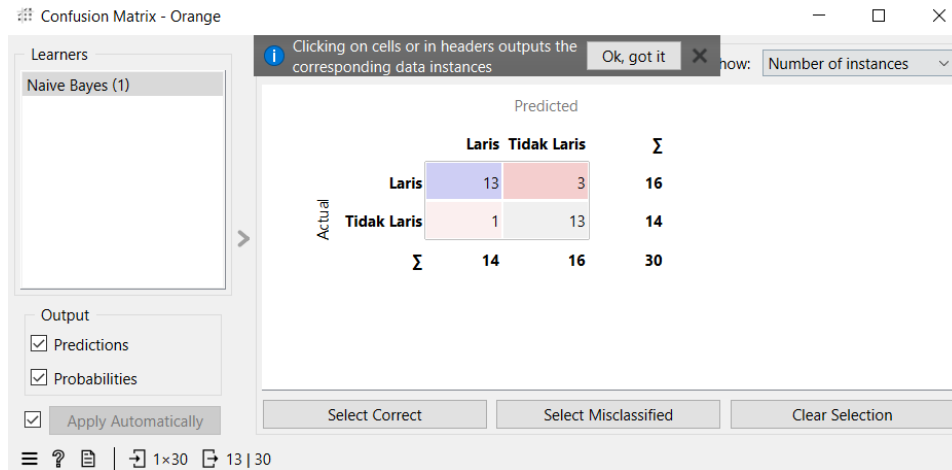 Confusion Matrix - Orange
Learners
Naive Bayes (1)
Clicking on cells or in headers outputs the
corresponding data instances
Ok, got it
how:
Number of instances
Predicted
Laris Tidak Laris Σ
Actual
Laris 13 3 16
Tidak Laris 1 13 14
Σ 14 16 30
Output
Predictions
Probabilities
Apply Automatically
Select Correct
Select Misclassified
Clear Selection
1×30
13 | 30